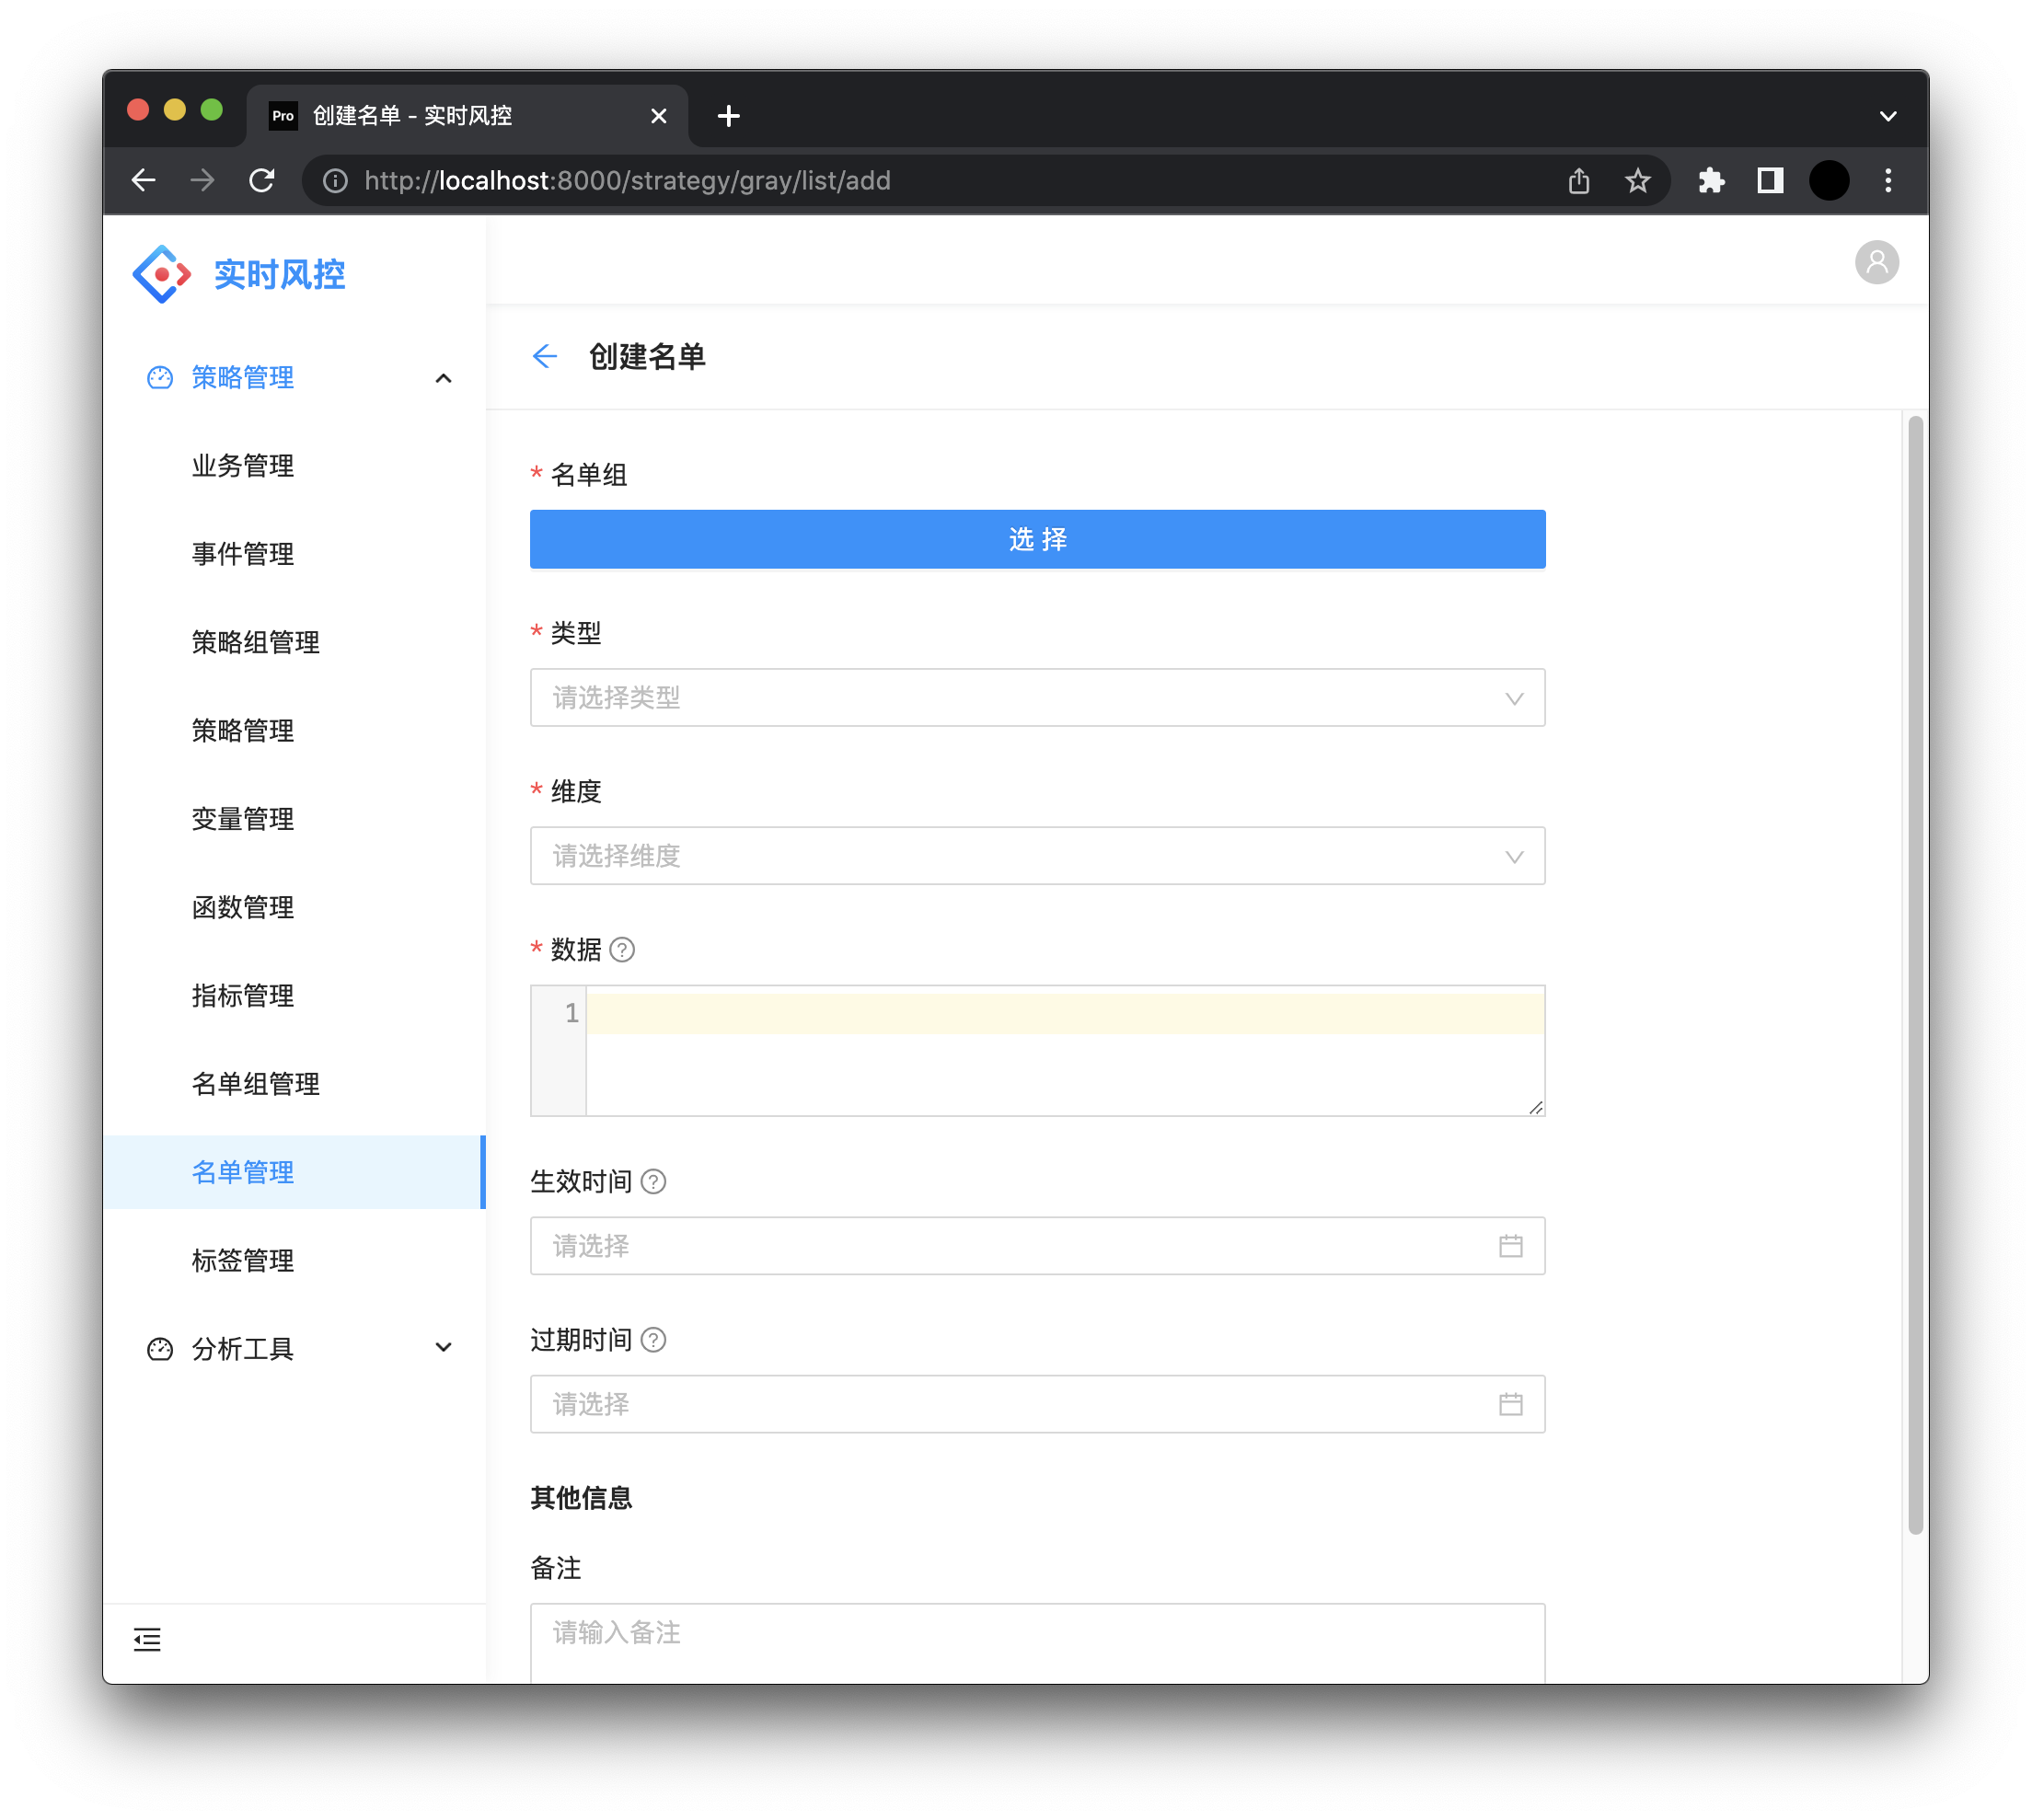 Pro 创建名单 - 实时风控
http://localhost:8000/strategy/gray/list/add
实时风控
策略管理
业务管理
事件管理
策略组管理
策略管理
变量管理
函数管理
指标管理
名单组管理
名单管理
标签管理
分析工具
创建名单
* 名单组
选 择
* 类型
请选择类型
* 维度
请选择维度
* 数据 ?
1
生效时间 ?
请选择
过期时间 ?
请选择
其他信息
备注
请输入备注